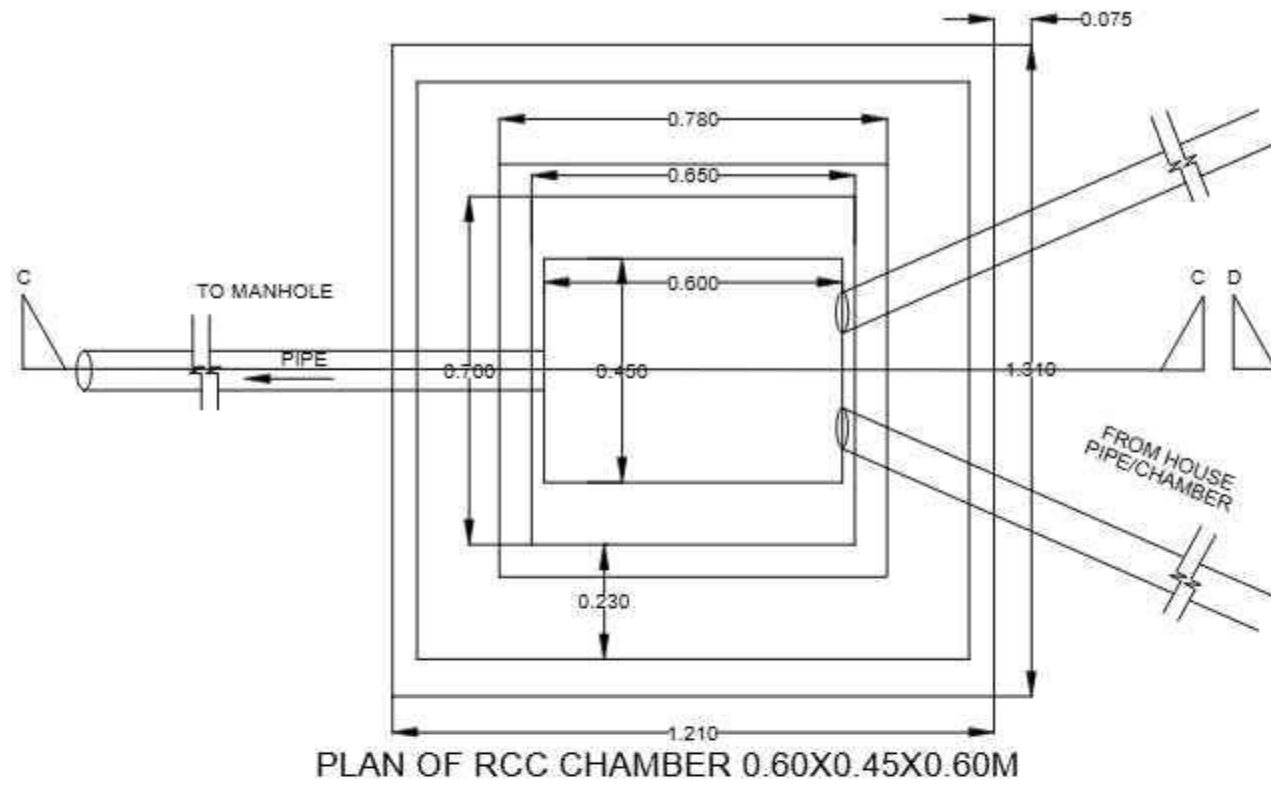 0.075
0.780
0.650
C
TO MANHOLE
0.600
C D
PIPE
0.700
0.450
1.310
FROM HOUSE
PIPE/CHAMBER
0.230
1.210
PLAN OF RCC CHAMBER 0.60X0.45X0.60M